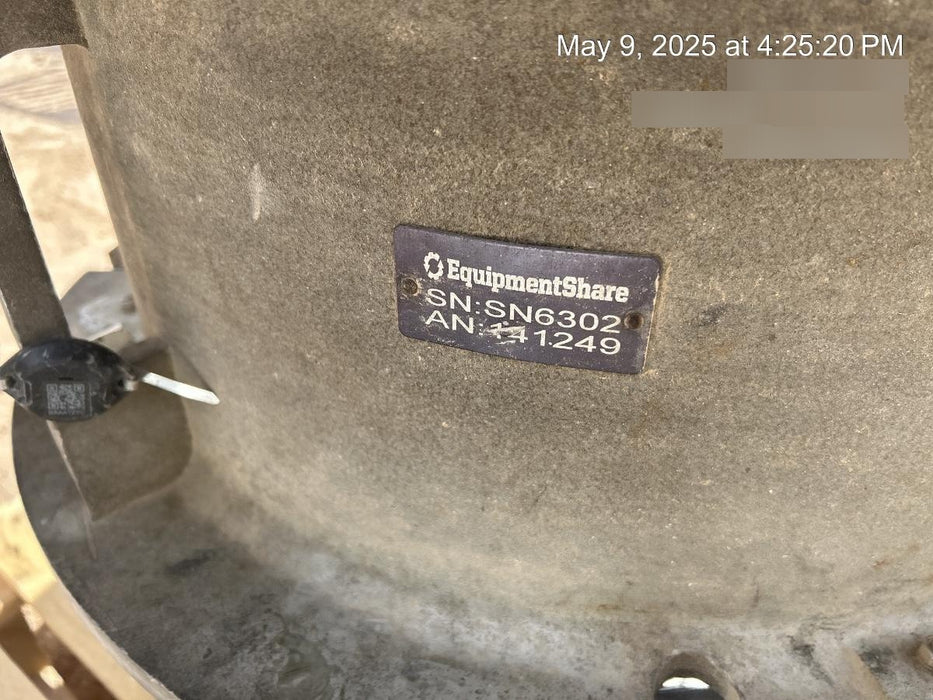 May 9, 2025 at 4:25:20 PM
EquipmentShare
SN:SN6302
AN:141249